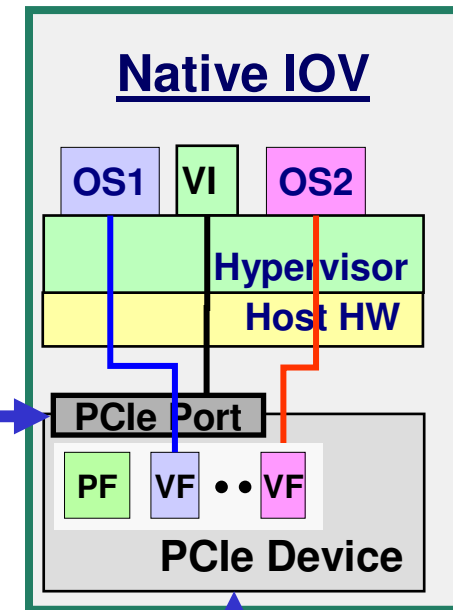 Native IOV
OS1 VI OS2
Hypervisor
Host HW
PCIe Port
PF VF •• VF
PCIe Device